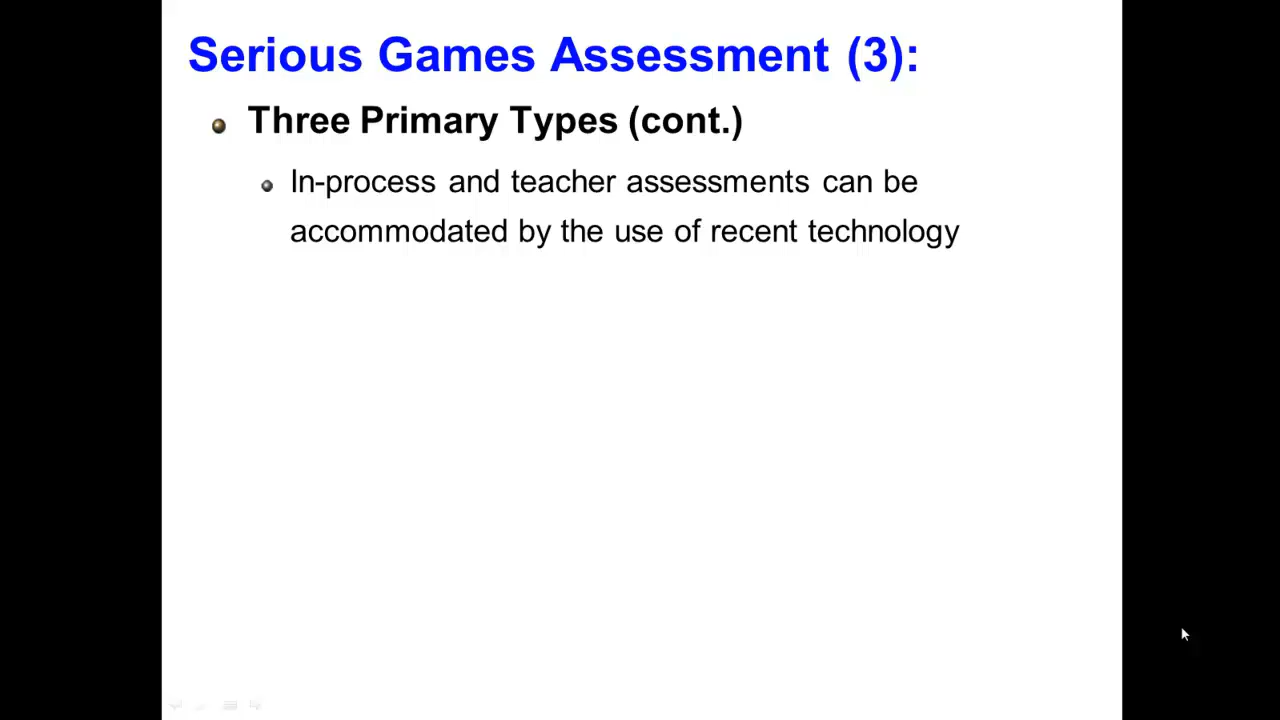 Serious Games Assessment (3):
Three Primary Types (cont.)
In-process and teacher assessments can be
accommodated by the use of recent technology